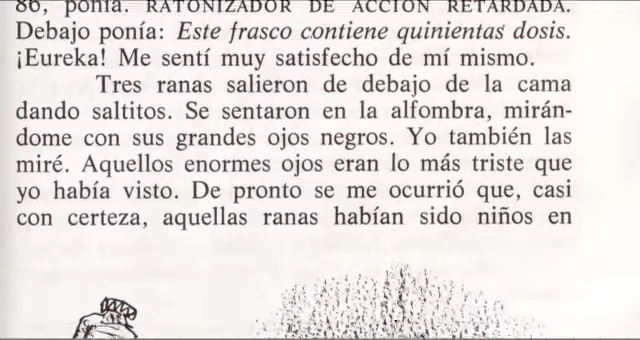 86, ponía. RATONIZADOR DE ACCIÓN RETARDADA.
Debajo ponía: Este frasco contiene quinientas dosis.
¡Eureka! Me sentí muy satisfecho de mí mismo.
Tres ranas salieron de debajo de la cama
dando saltitos. Se sentaron en la alfombra, mirán-
dome con sus grandes ojos negros. Yo también las
miré. Aquellos enormes ojos eran lo más triste que
yo había visto. De pronto se me ocurrió que, casi
con certeza, aquellas ranas habían sido niños en